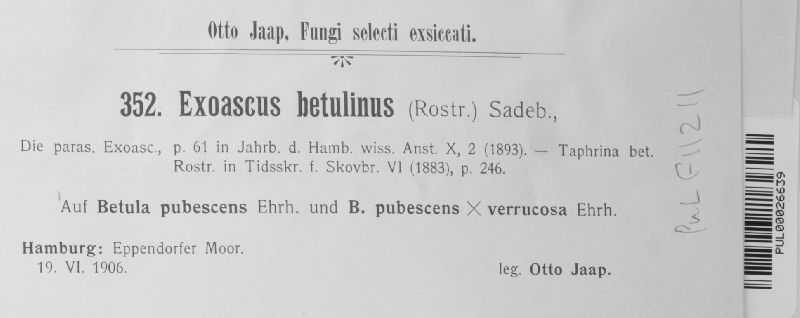 Otto Jaap, Fungi selecti exsiccati.
352. Exoascus betulinus (Rostr.) Sadeb.,
Die paras. Exoasc., p. 61 in Jahrb. d. Hamb. wiss. Anst. X, 2 (1893). — Taphrina bet.
Rostr. in Tidsskr. f. Skovbr. VI (1883), p. 246.
Auf Betula pubescens Ehrh. und B. pubescens × verrucosa Ehrh.
Hamburg: Eppendorfer Moor.
19. VI. 1906.
leg. Otto Jaap.
PUL F11211
PUL00026639